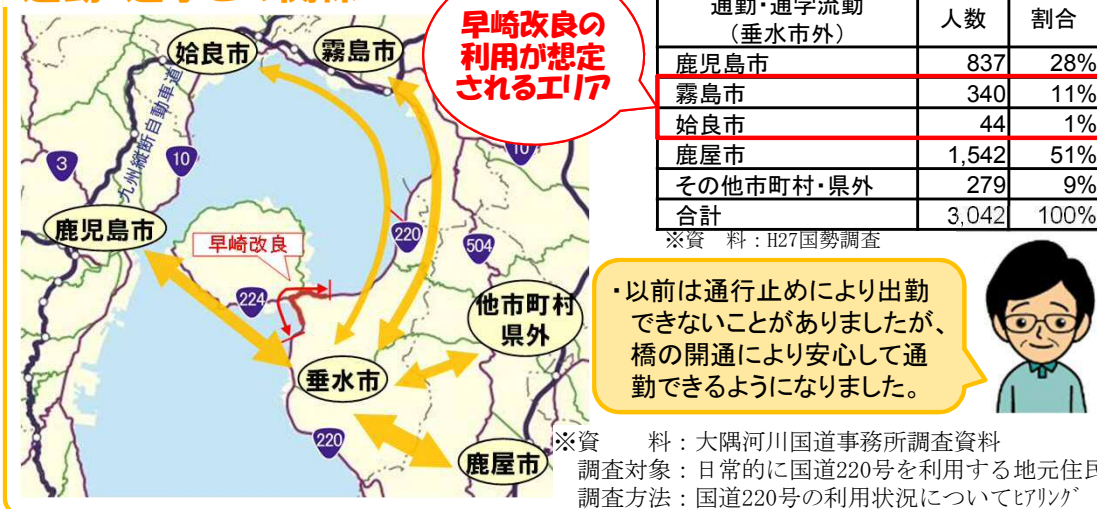 早崎改良の
利用が想定
されるエリア
通勤・通学流動
(垂水市外)
人数
割合
鹿児島市 837 28%
霧島市 340 11%
姶良市 44 1%
鹿屋市 1,542 51%
その他市町村・県外 279 9%
合計 3,042 100%
※資 料：H27国勢調査
姶良市
霧島市
九州縦断自動車道
3
10
10
鹿児島市
早崎改良
220
504
224
他市町村
県外
垂水市
220
鹿屋市
・以前は通行止めにより出勤
できないことがありましたが、
橋の開通により安心して通
勤できるようになりました。
※資 料：大隅河川国道事務所調査資料
調査対象：日常的に国道220号を利用する地元住民
調査方法：国道220号の利用状況についてﾋｱﾘﾝｸﾞ